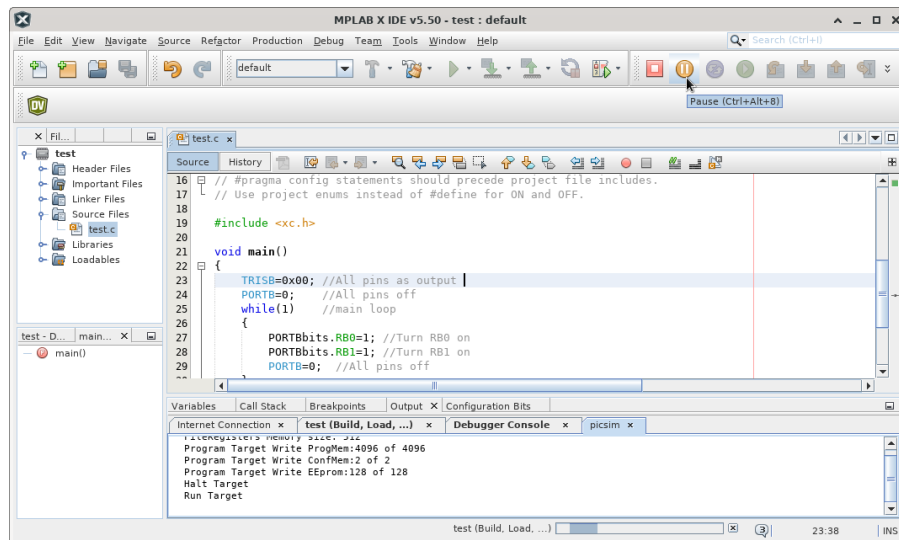 MPLAB X IDE v5.50 - test : default
File Edit View Navigate Source Refactor Production Debug Team Tools Window Help
Search (Ctrl+I)
default
DV
Pause (Ctrl+Alt+8)
Fil...
test
Header Files
Important Files
Linker Files
Source Files
test.c
Libraries
Loadables
test - D... main...
main()
test.c
Source History
16 // #pragma config statements should precede project file includes.
17 // Use project enums instead of #define for ON and OFF.
18
19 #include <xc.h>
20
21 void main()
22 {
23 TRISB=0x00; //All pins as output
24 PORTB=0; //All pins off
25 while(1) //main loop
26 {
27 PORTBbits.RB0=1; //Turn RB0 on
28 PORTBbits.RB1=1; //Turn RB1 on
29 PORTB=0; //All pins off
Variables Call Stack Breakpoints Output Configuration Bits
Internet Connection test (Build, Load, ...) Debugger Console picsim
FileRegisters Memory size: 512
Program Target Write ProgMem:4096 of 4096
Program Target Write ConfMem:2 of 2
Program Target Write EEprom:128 of 128
Halt Target
Run Target
test (Build, Load, ...) 3 23:38 INS